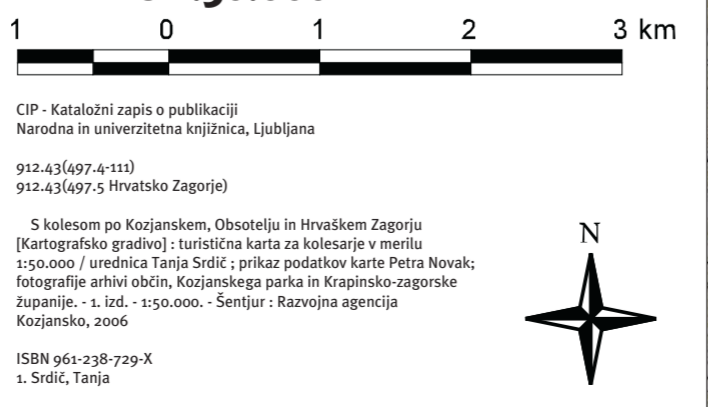 1 0 1 2 3 km
CIP - Kataložni zapis o publikaciji
Narodna in univerzitetna knjižnica, Ljubljana
912.43(497.4-111)
912.43(497.5 Hrvatsko Zagorje)
S kolesom po Kozjanskem, Obsotelju in Hrvaškem Zagorju
[Kartografsko gradivo] : turistična karta za kolesarje v merilu
1:50.000 / urednica Tanja Srdič ; prikaz podatkov karte Petra Novak;
fotografije arhivi občin, Kozjanskega parka in Krapinsko-zagorske
županije. - 1. izd. - 1:50.000. - Šentjur : Razvojna agencija
Kozjansko, 2006
ISBN 961-238-729-X
1. Srdič, Tanja
N